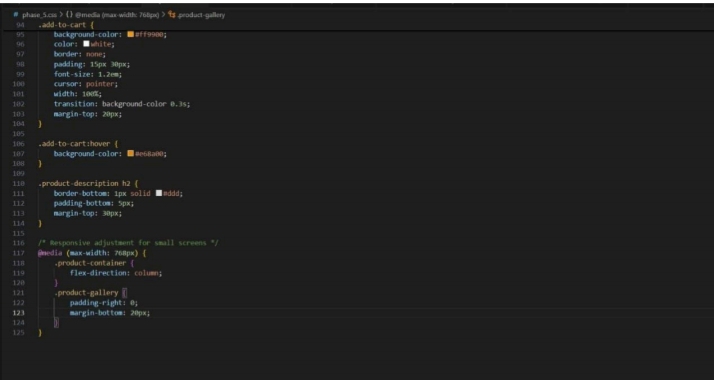 # phase_5.css > {} @media (max-width: 768px) > .product-gallery
94 .add-to-cart {
95 background-color: #ff9900;
96 color: white;
97 border: none;
98 padding: 15px 30px;
99 font-size: 1.2em;
100 cursor: pointer;
101 width: 100%;
102 transition: background-color 0.3s;
103 margin-top: 20px;
104 }
105
106 .add-to-cart:hover {
107 background-color: #e68a00;
108 }
109
110 .product-description h2 {
111 border-bottom: 1px solid #ddd;
112 padding-bottom: 5px;
113 margin-top: 30px;
114 }
115
116 /* Responsive adjustment for small screens */
117 @media (max-width: 768px) {
118 .product-container {
119 flex-direction: column;
120 }
121 .product-gallery {
122 padding-right: 0;
123 margin-bottom: 20px;
124 }
125 }